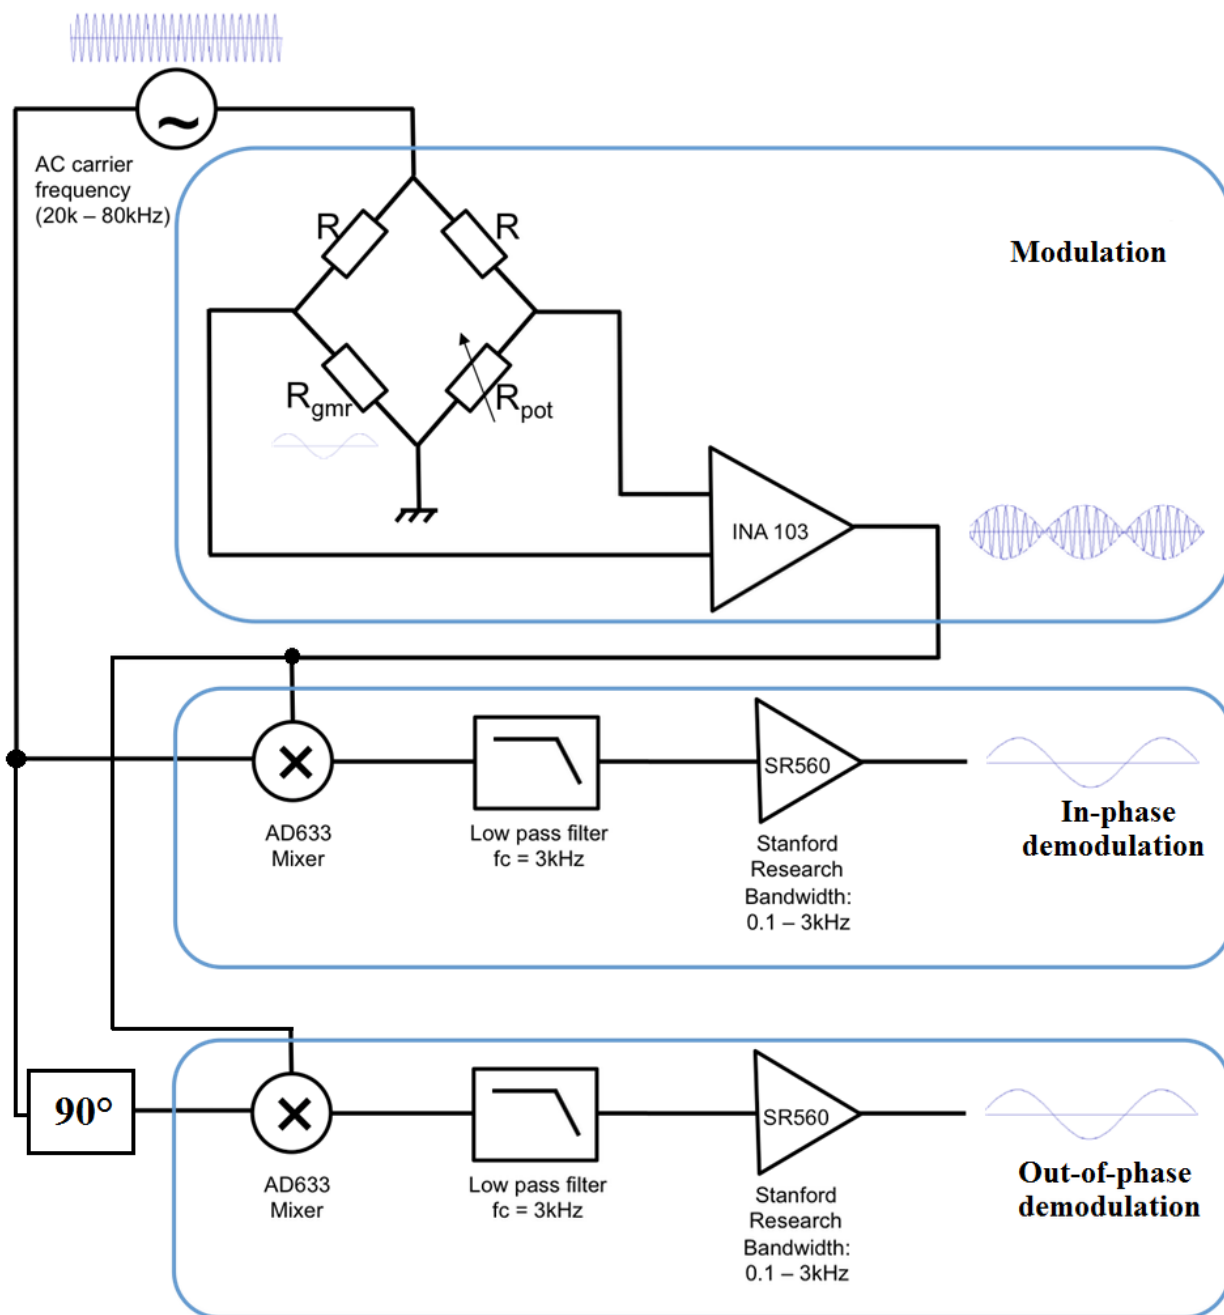 ~
AC carrier
frequency
(20k – 80kHz)
Modulation
R
R
Rgmr
Rpot
INA 103
×
AD633
Mixer
Low pass filter
fc = 3kHz
SR560
Stanford
Research
Bandwidth:
0.1 – 3kHz
In-phase
demodulation
90°
×
AD633
Mixer
Low pass filter
fc = 3kHz
SR560
Stanford
Research
Bandwidth:
0.1 – 3kHz
Out-of-phase
demodulation